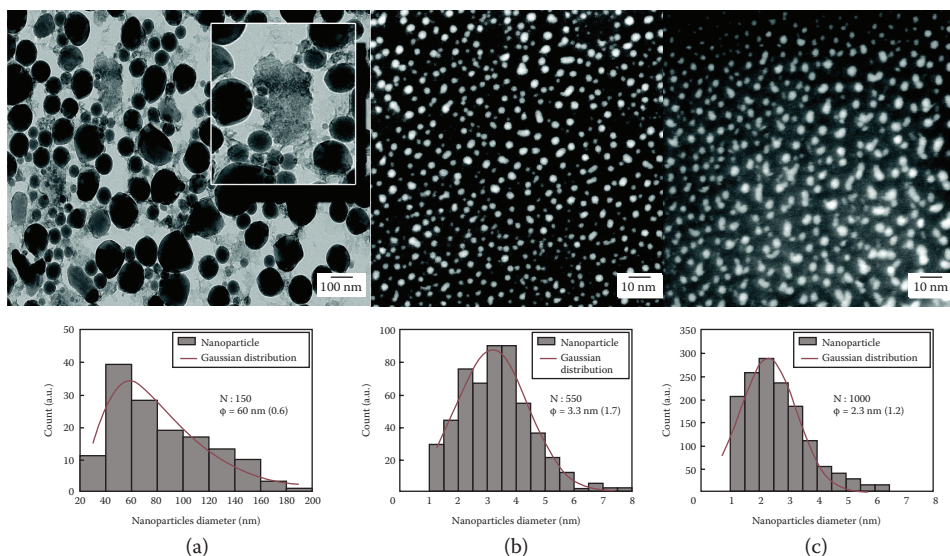 100 nm
10 nm
10 nm
50
40
30
20
10
0
Count (a.u.)
Nanoparticle
Gaussian distribution
N : 150
ϕ = 60 nm (0.6)
20 40 60 80 100 120 140 160 180 200
Nanoparticles diameter (nm)
(a)
100
80
60
40
20
Count (a.u.)
Nanoparticle
Gaussian
distribution
N : 550
ϕ = 3.3 nm (1.7)
0 1 2 3 4 5 6 7 8
Nanoparticles diameter (nm)
(b)
350
300
250
200
150
100
50
Count (a.u.)
Nanoparticle
Gaussian distribution
N : 1000
ϕ = 2.3 nm (1.2)
0 1 2 3 4 5 6 7 8
Nanoparticles diameter (nm)
(c)